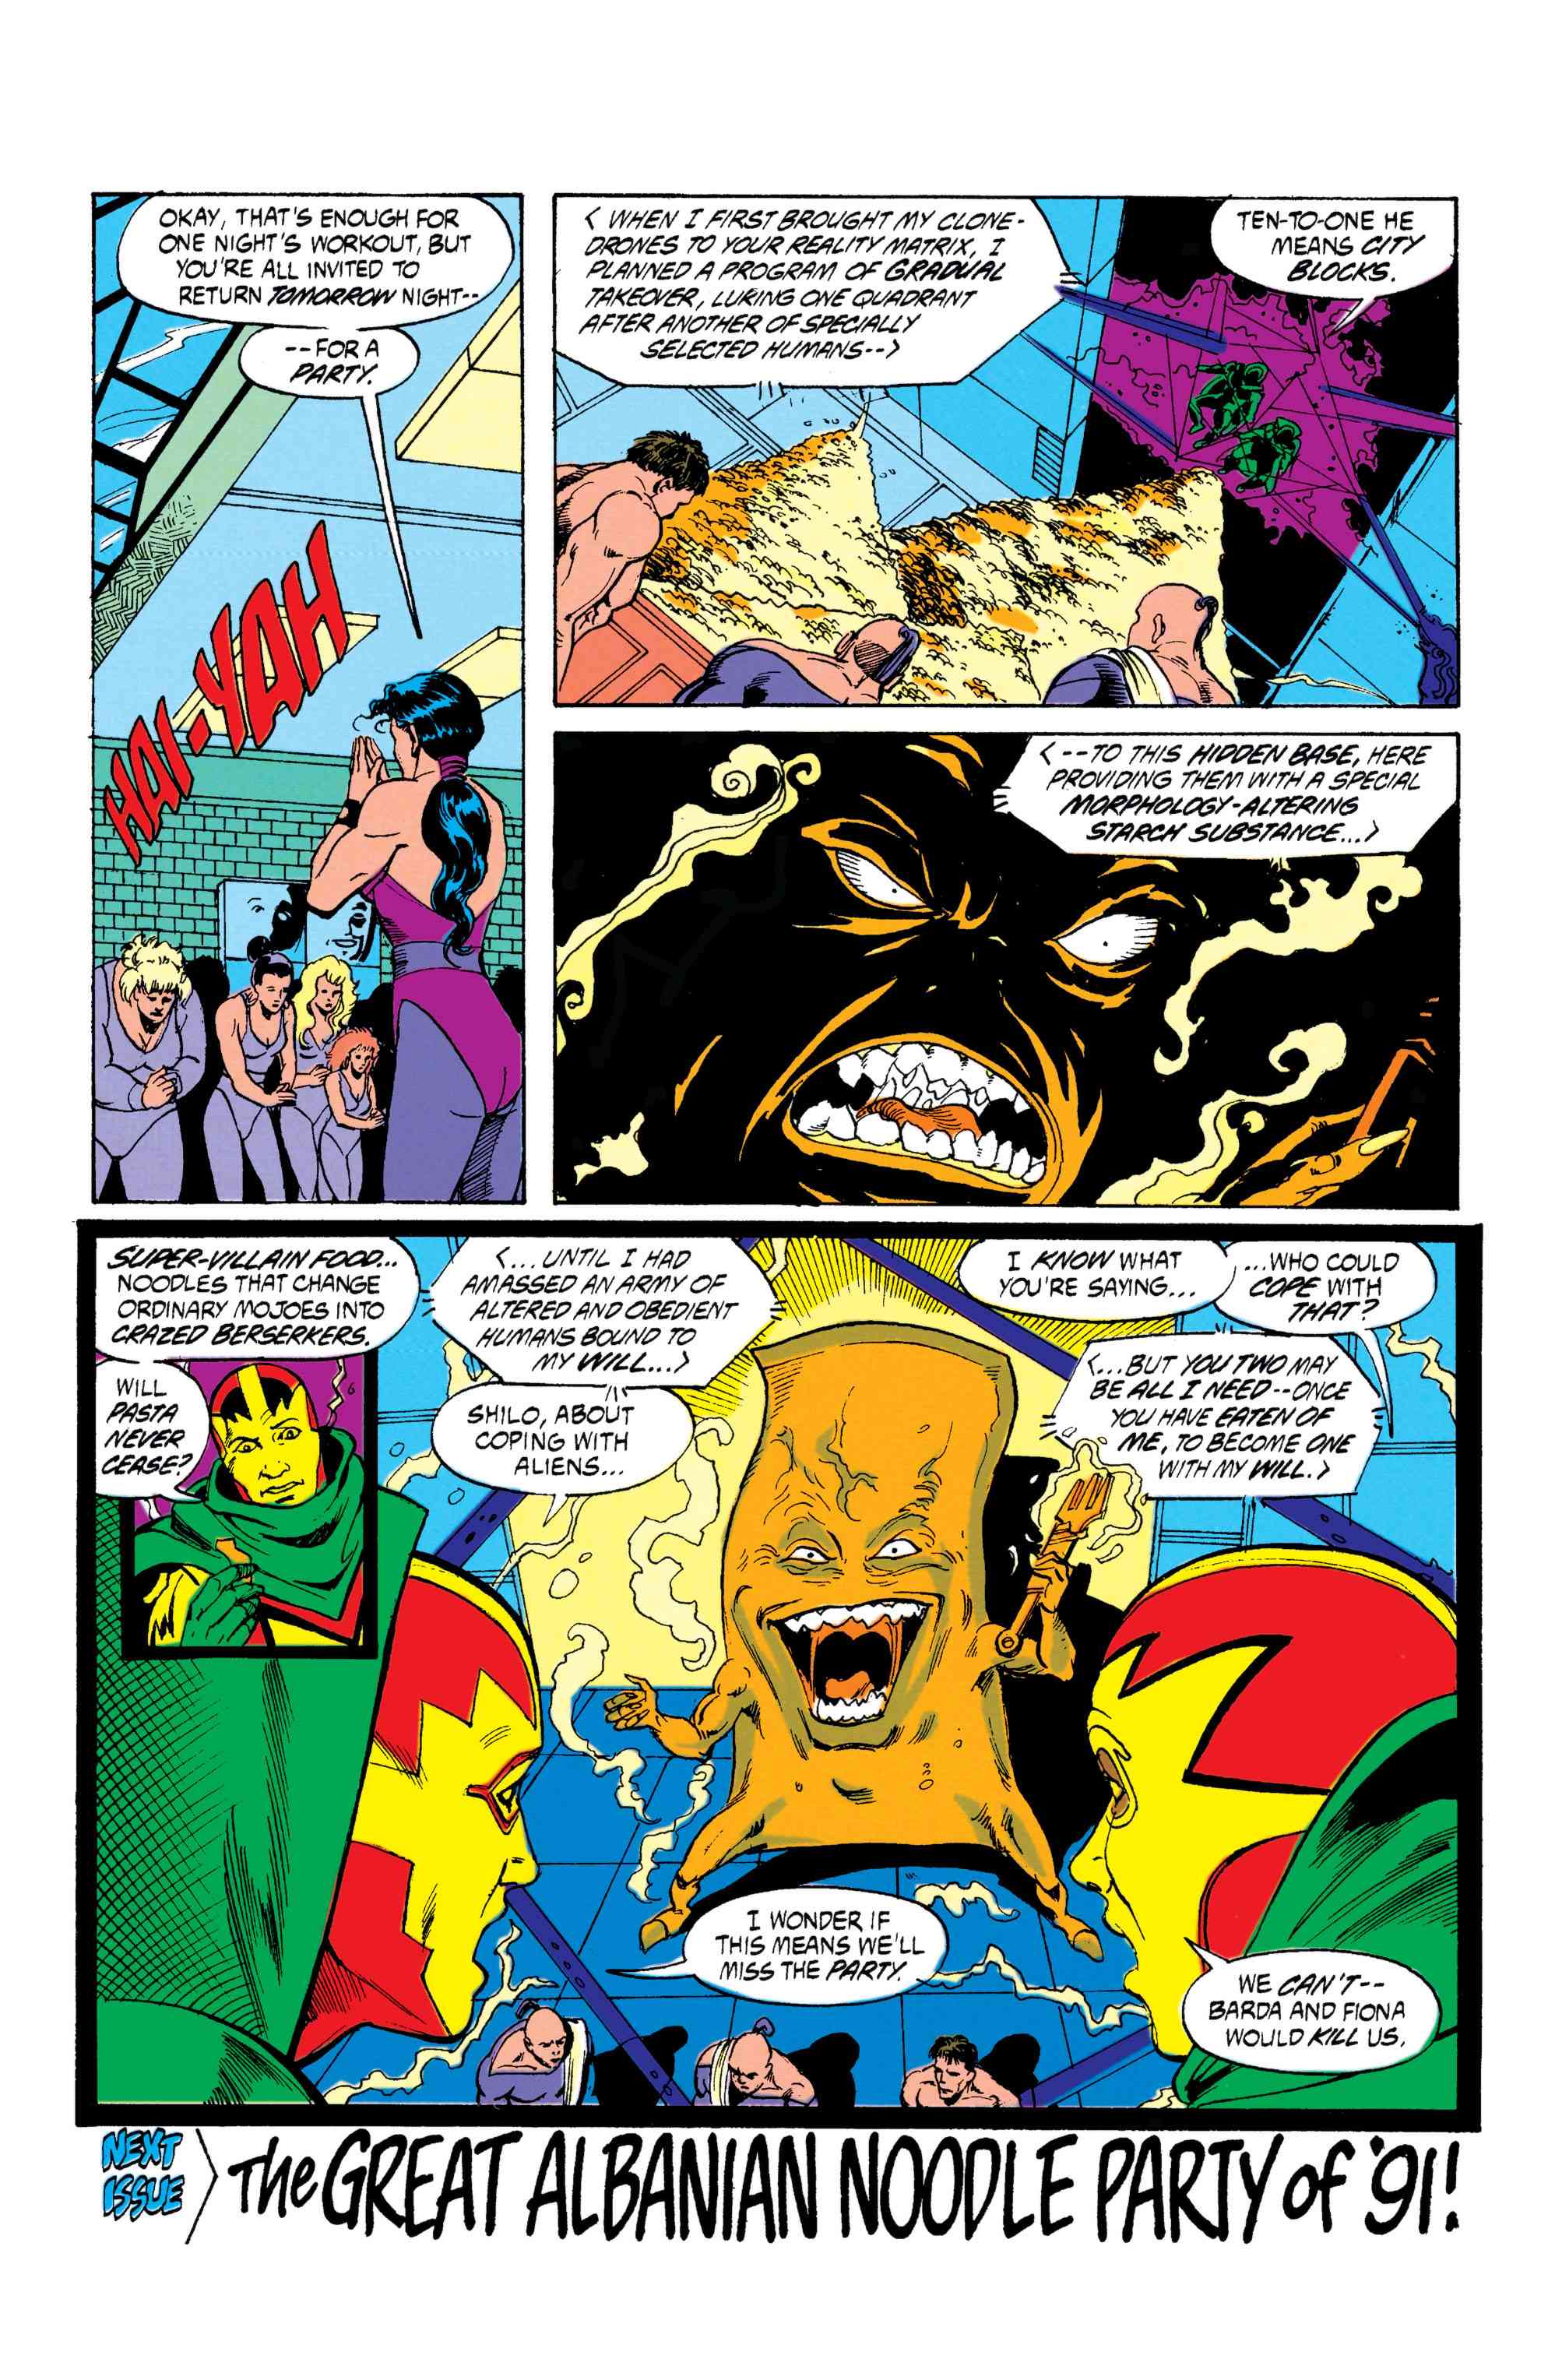 OKAY, THAT'S ENOUGH FOR
ONE NIGHT'S WORKOUT, BUT
YOU'RE ALL INVITED TO
RETURN TOMORROW NIGHT--
--FOR A
PARTY.
HAI-YAH
< WHEN I FIRST BROUGHT MY CLONE-
DRONES TO YOUR REALITY MATRIX, I
PLANNED A PROGRAM OF GRADUAL
TAKEOVER, LURING ONE QUADRANT
AFTER ANOTHER OF SPECIALLY
SELECTED HUMANS-->
TEN-TO-ONE HE
MEANS CITY
BLOCKS.
< --TO THIS HIDDEN BASE, HERE
PROVIDING THEM WITH A SPECIAL
MORPHOLOGY-ALTERING
STARCH SUBSTANCE...>
SUPER-VILLAIN FOOD...
NOODLES THAT CHANGE
ORDINARY MOJOES INTO
CRAZED BERSERKERS.
WILL
PASTA
NEVER
CEASE?
<...UNTIL I HAD
AMASSED AN ARMY OF
ALTERED AND OBEDIENT
HUMANS BOUND TO
MY WILL...>
SHILO, ABOUT
COPING WITH
ALIENS...
I KNOW WHAT
YOU'RE SAYING...
...WHO COULD
COPE WITH
THAT?
<...BUT YOU TWO MAY
BE ALL I NEED--ONCE
YOU HAVE EATEN OF
ME, TO BECOME ONE
WITH MY WILL.>
I WONDER IF
THIS MEANS WE'LL
MISS THE PARTY.
WE CAN'T--
BARDA AND FIONA
WOULD KILL US.
NEXT
ISSUE
the GREAT ALBANIAN NOODLE PARTY of '91!